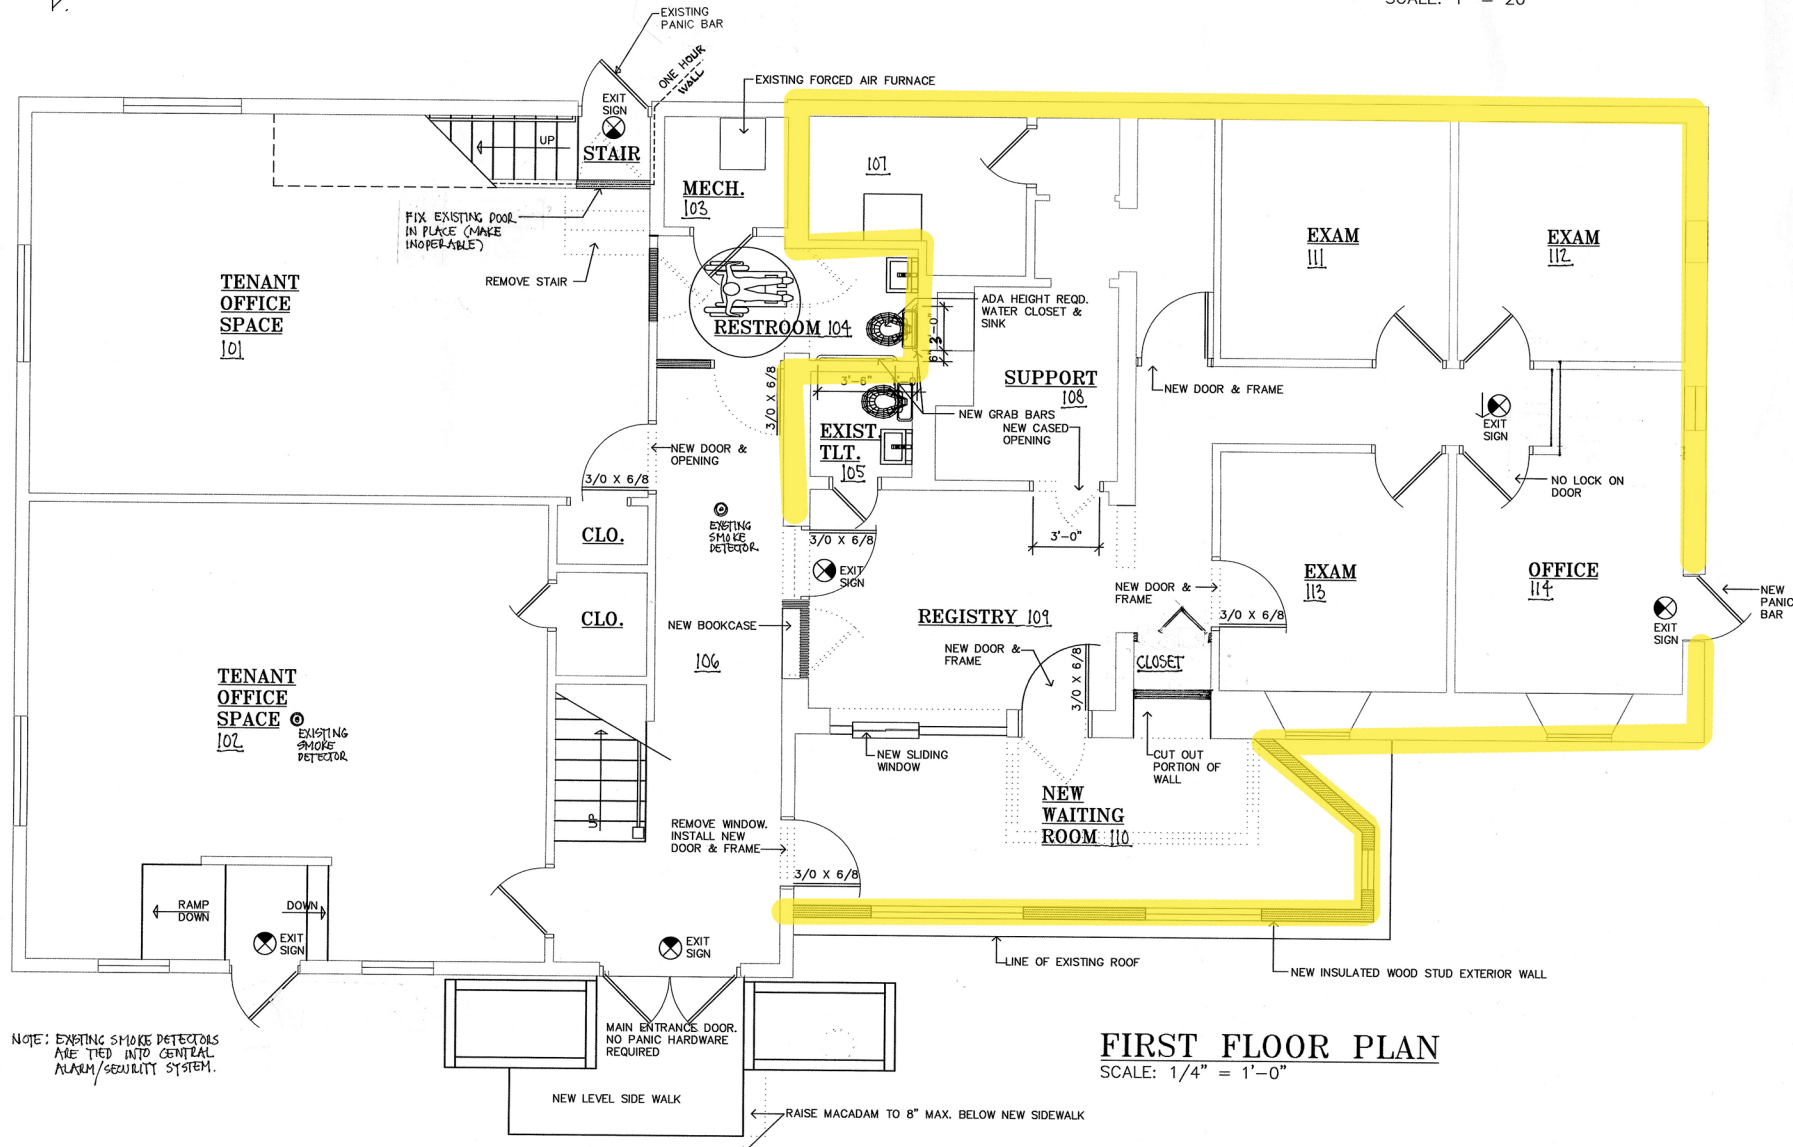 SCALE: 1" = 20'
EXISTING
PANIC BAR
ONE HOUR
WALL
EXISTING FORCED AIR FURNACE
EXIT
SIGN
STAIR
UP
MECH.
103
107
FIX EXISTING DOOR
IN PLACE (MAKE
INOPERABLE)
REMOVE STAIR
TENANT
OFFICE
SPACE
101
EXAM
111
EXAM
112
RESTROOM 104
ADA HEIGHT REQD.
WATER CLOSET &
SINK
3'-6"
3/0 X 6/8
SUPPORT
108
NEW DOOR & FRAME
EXIT
SIGN
NEW GRAB BARS
NEW CASED
OPENING
EXIST.
TLT.
105
NEW DOOR &
OPENING
3/0 X 6/8
NO LOCK ON
DOOR
CLO.
EXISTING
SMOKE
DETECTOR
3/0 X 6/8
3'-0"
EXIT
SIGN
EXAM
113
OFFICE
114
NEW DOOR &
FRAME
3/0 X 6/8
NEW
PANIC
BAR
EXIT
SIGN
CLO.
NEW BOOKCASE
REGISTRY 109
NEW DOOR &
FRAME
3/0 X 6/8
CLOSET
106
TENANT
OFFICE
SPACE
102
EXISTING
SMOKE
DETECTOR
NEW SLIDING
WINDOW
CUT OUT
PORTION OF
WALL
NEW
WAITING
ROOM 110
UP
REMOVE WINDOW.
INSTALL NEW
DOOR & FRAME
3/0 X 6/8
RAMP
DOWN
DOWN
EXIT
SIGN
EXIT
SIGN
LINE OF EXISTING ROOF
NEW INSULATED WOOD STUD EXTERIOR WALL
NOTE: EXISTING SMOKE DETECTORS
ARE TIED INTO CENTRAL
ALARM/SECURITY SYSTEM.
MAIN ENTRANCE DOOR.
NO PANIC HARDWARE
REQUIRED
FIRST FLOOR PLAN
SCALE: 1/4" = 1'-0"
NEW LEVEL SIDE WALK
RAISE MACADAM TO 8" MAX. BELOW NEW SIDEWALK